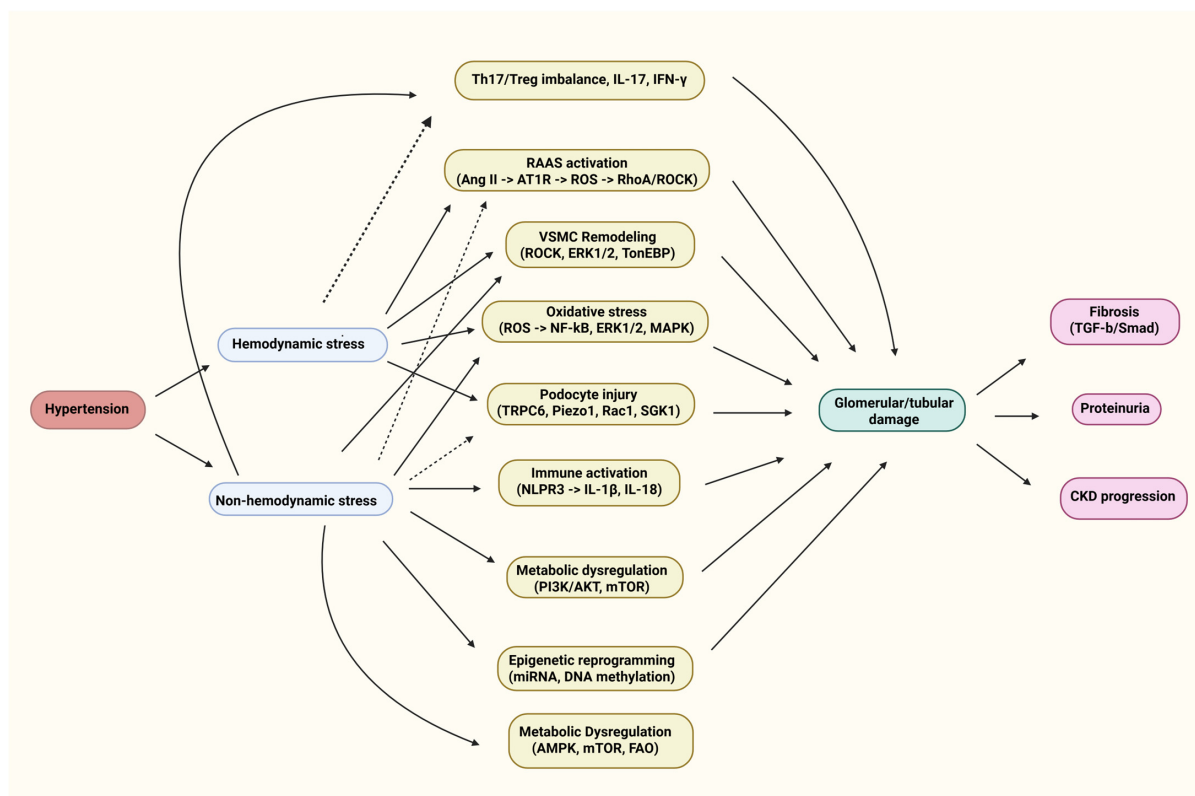 Th17/Treg imbalance, IL-17, IFN-γ
RAAS activation
(Ang II -> AT1R -> ROS -> RhoA/ROCK)
VSMC Remodeling
(ROCK, ERK1/2, TonEBP)
Oxidative stress
(ROS -> NF-kB, ERK1/2, MAPK)
Hemodynamic stress
Fibrosis
(TGF-b/Smad)
Hypertension
Podocyte injury
(TRPC6, Piezo1, Rac1, SGK1)
Glomerular/tubular
damage
Proteinuria
Non-hemodynamic stress
Immune activation
(NLPR3 -> IL-1β, IL-18)
CKD progression
Metabolic dysregulation
(PI3K/AKT, mTOR)
Epigenetic reprogramming
(miRNA, DNA methylation)
Metabolic Dysregulation
(AMPK, mTOR, FAO)